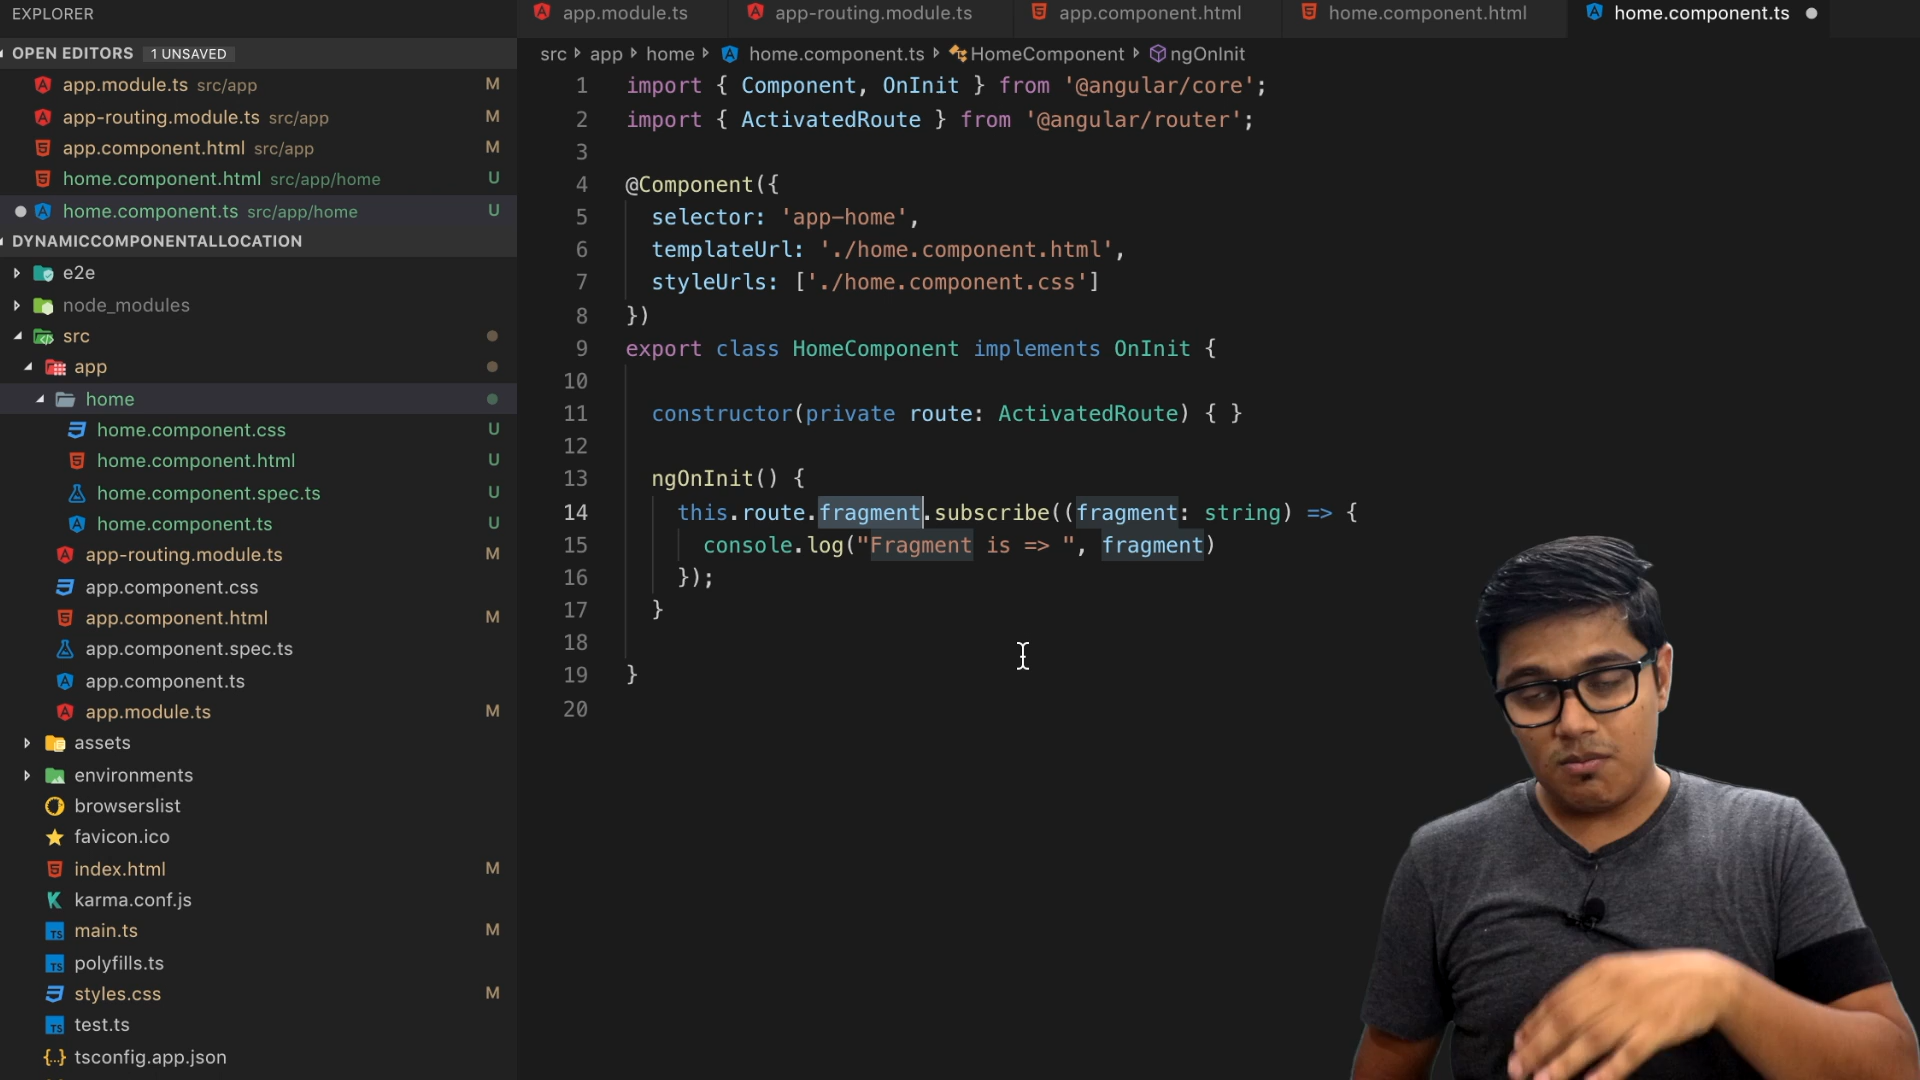 EXPLORER
OPEN EDITORS 1 UNSAVED
app.module.ts src/app M
app-routing.module.ts src/app M
app.component.html src/app M
home.component.html src/app/home U
home.component.ts src/app/home U
DYNAMICCOMPONENTALLOCATION
e2e
node_modules
src
app
home
home.component.css U
home.component.html U
home.component.spec.ts U
home.component.ts U
app-routing.module.ts M
app.component.css
app.component.html M
app.component.spec.ts
app.component.ts
app.module.ts M
assets
environments
browserslist
favicon.ico
index.html M
karma.conf.js
main.ts M
polyfills.ts
styles.css M
test.ts
tsconfig.app.json
app.module.ts app-routing.module.ts app.component.html home.component.html home.component.ts
src app home home.component.ts HomeComponent ngOnInit
1 import { Component, OnInit } from '@angular/core';
2 import { ActivatedRoute } from '@angular/router';
3
4 @Component({
5 selector: 'app-home',
6 templateUrl: './home.component.html',
7 styleUrls: ['./home.component.css']
8 })
9 export class HomeComponent implements OnInit {
10
11 constructor(private route: ActivatedRoute) { }
12
13 ngOnInit() {
14 this.route.fragment.subscribe((fragment: string) => {
15 console.log("Fragment is => ", fragment)
16 });
17 }
18
19 }
20